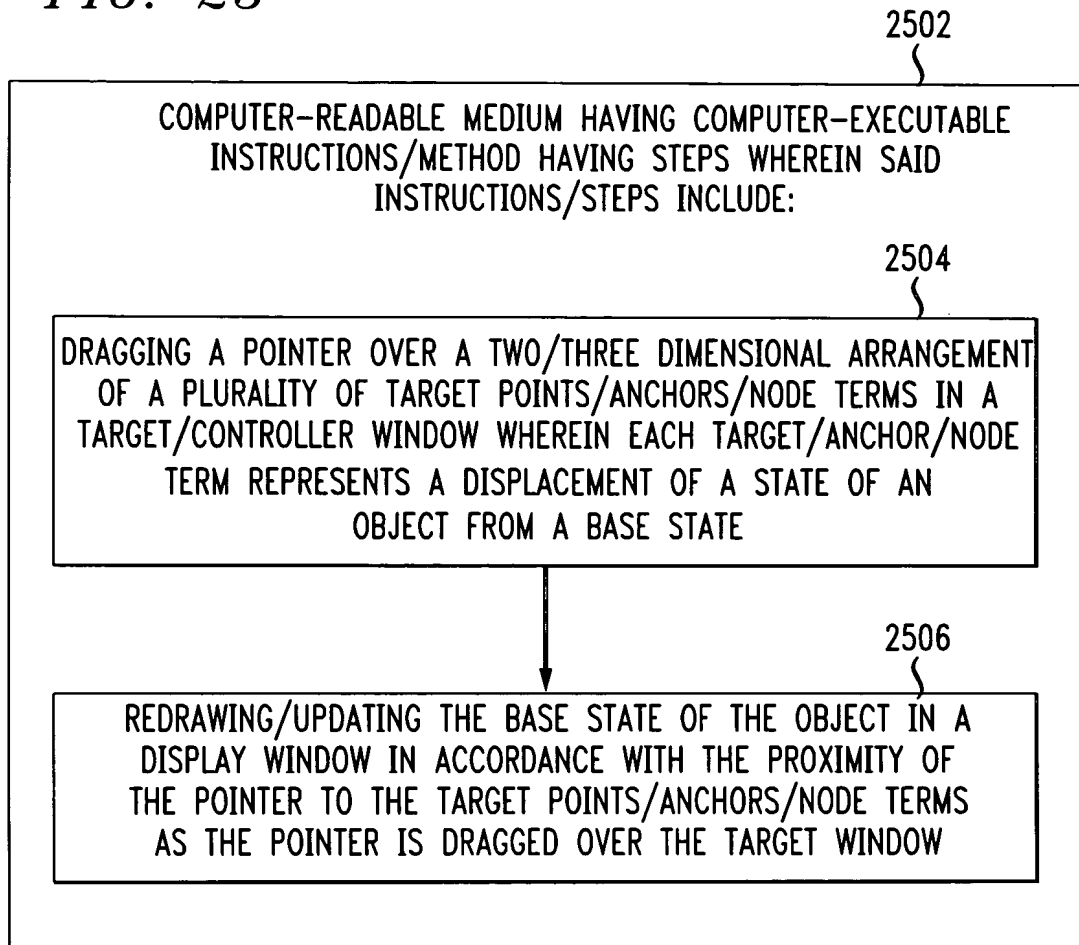 2502
COMPUTER-READABLE MEDIUM HAVING COMPUTER-EXECUTABLE
INSTRUCTIONS/METHOD HAVING STEPS WHEREIN SAID
INSTRUCTIONS/STEPS INCLUDE:
2504
DRAGGING A POINTER OVER A TWO/THREE DIMENSIONAL ARRANGEMENT
OF A PLURALITY OF TARGET POINTS/ANCHORS/NODE TERMS IN A
TARGET/CONTROLLER WINDOW WHEREIN EACH TARGET/ANCHOR/NODE
TERM REPRESENTS A DISPLACEMENT OF A STATE OF AN
OBJECT FROM A BASE STATE
2506
REDRAWING/UPDATING THE BASE STATE OF THE OBJECT IN A
DISPLAY WINDOW IN ACCORDANCE WITH THE PROXIMITY OF
THE POINTER TO THE TARGET POINTS/ANCHORS/NODE TERMS
AS THE POINTER IS DRAGGED OVER THE TARGET WINDOW